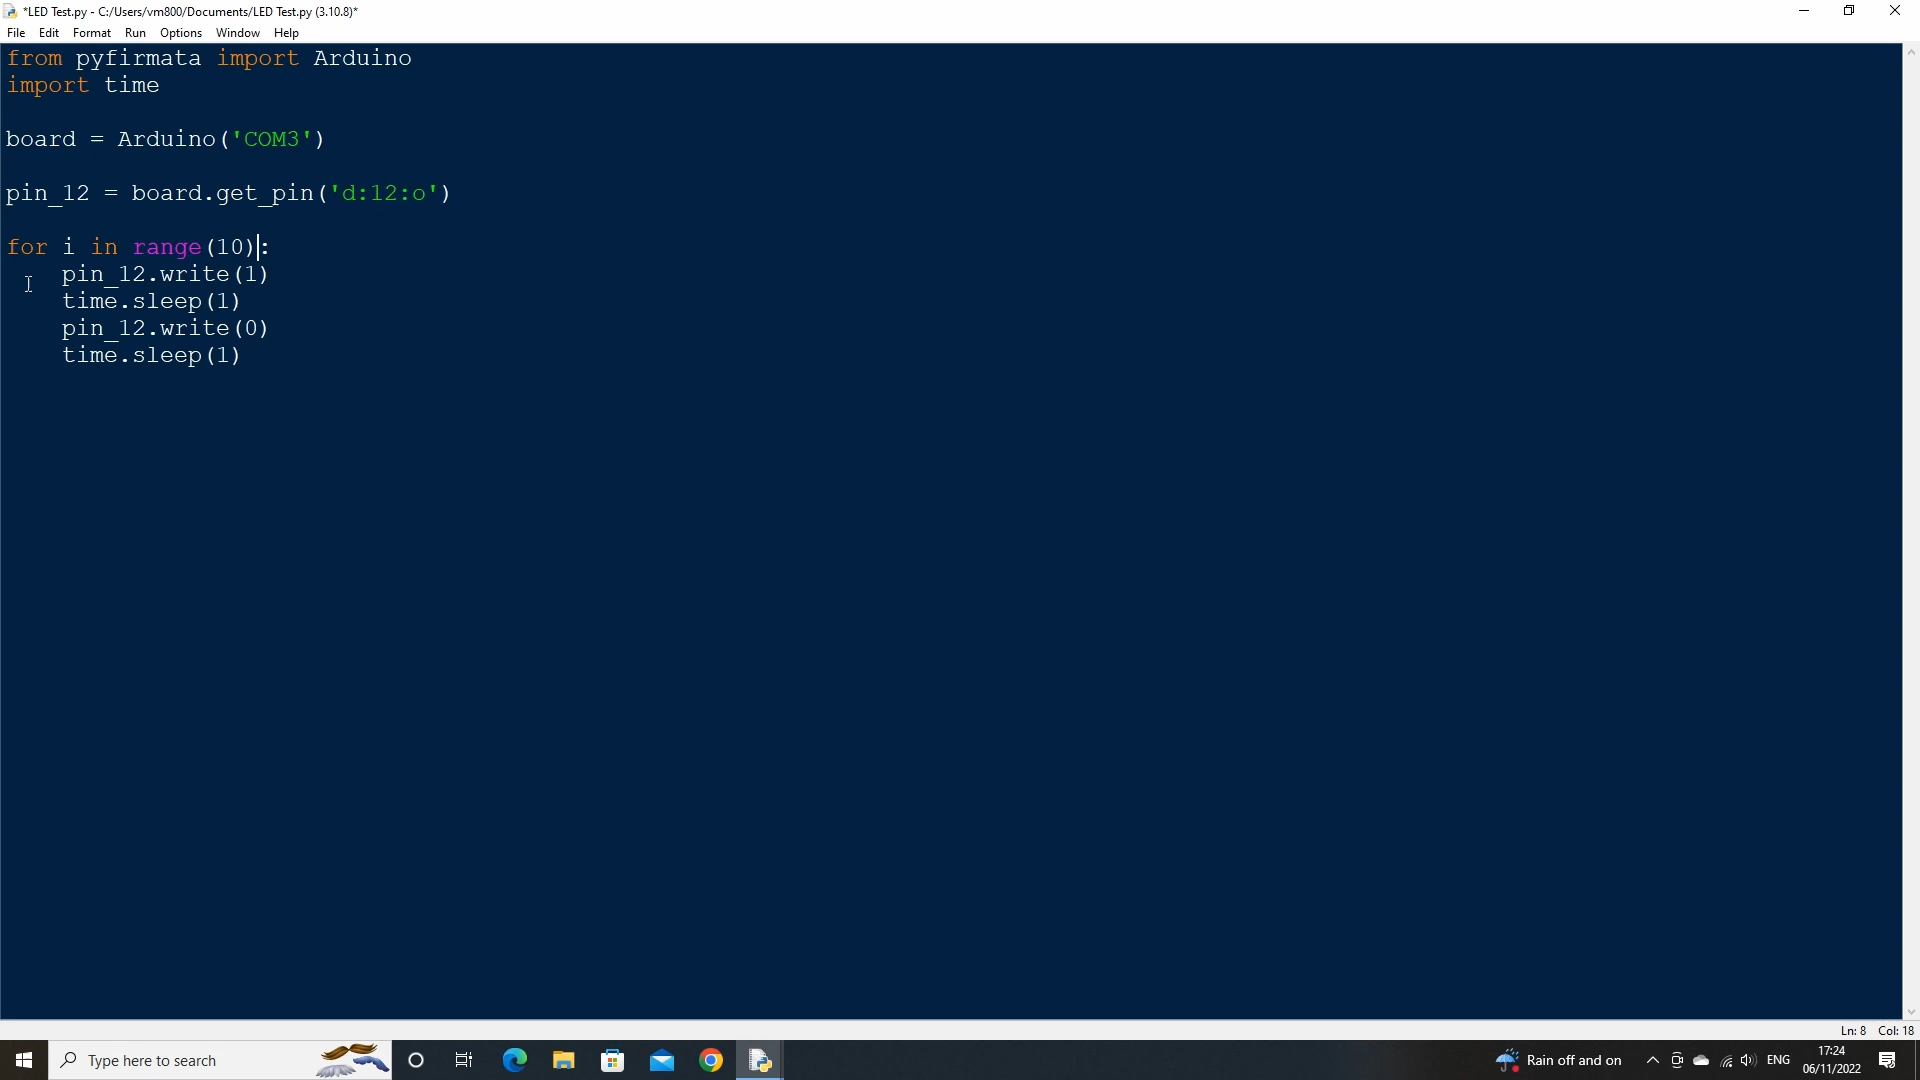 *LED Test.py - C:/Users/vm800/Documents/LED Test.py (3.10.8)*
File Edit Format Run Options Window Help
from pyfirmata import Arduino
import time
board = Arduino('COM3')
pin_12 = board.get_pin('d:12:o')
for i in range(10):
    pin_12.write(1)
    time.sleep(1)
    pin_12.write(0)
    time.sleep(1)
Ln: 8 Col: 18
Type here to search
Rain off and on
ENG
17:24
06/11/2022